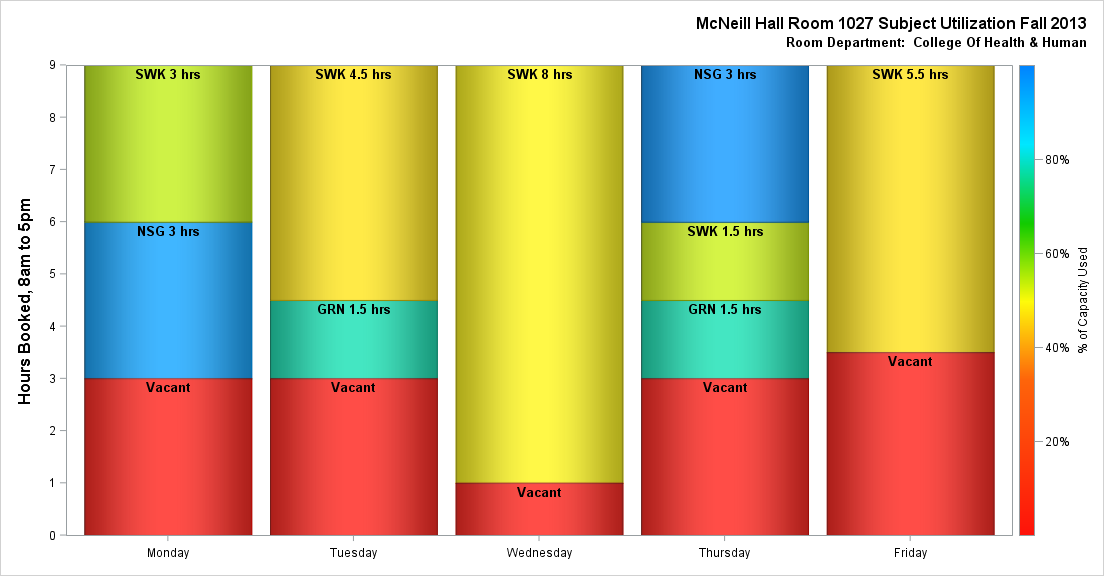 McNeill Hall Room 1027 Subject Utilization Fall 2013
Room Department: College Of Health & Human
Hours Booked, 8am to 5pm
9
8
7
6
5
4
3
2
1
0
SWK 3 hrs
NSG 3 hrs
Vacant
SWK 4.5 hrs
GRN 1.5 hrs
Vacant
SWK 8 hrs
Vacant
NSG 3 hrs
SWK 1.5 hrs
GRN 1.5 hrs
Vacant
SWK 5.5 hrs
Vacant
Monday
Tuesday
Wednesday
Thursday
Friday
80%
60%
40%
20%
% of Capacity Used